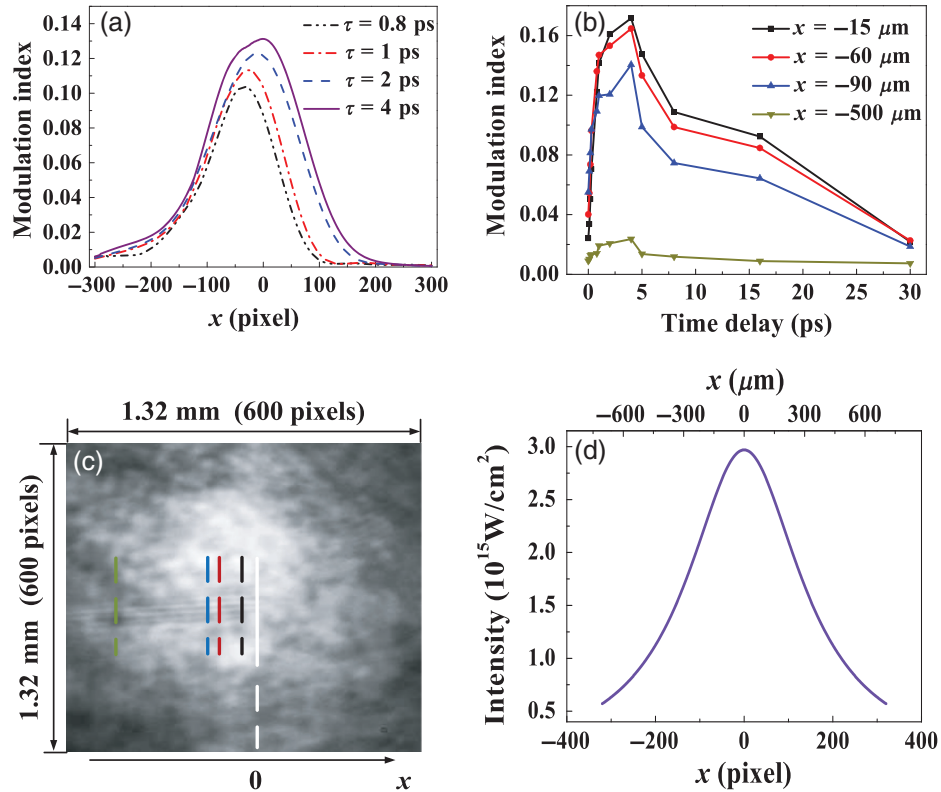 (a)
τ = 0.8 ps
τ = 1 ps
τ = 2 ps
τ = 4 ps
Modulation index
0.14
0.12
0.10
0.08
0.06
0.04
0.02
0.00
−300 −200 −100 0 100 200 300
x (pixel)
(b)
x = −15 μm
x = −60 μm
x = −90 μm
x = −500 μm
Modulation Index
0.16
0.12
0.08
0.04
0.00
0 5 10 15 20 25 30
Time delay (ps)
1.32 mm (600 pixels)
(c)
1.32 mm (600 pixels)
0 x
x (μm)
−600 −300 0 300 600
(d)
Intensity (10^15 W/cm^2)
3.0
2.5
2.0
1.5
1.0
0.5
−400 −200 0 200 400
x (pixel)